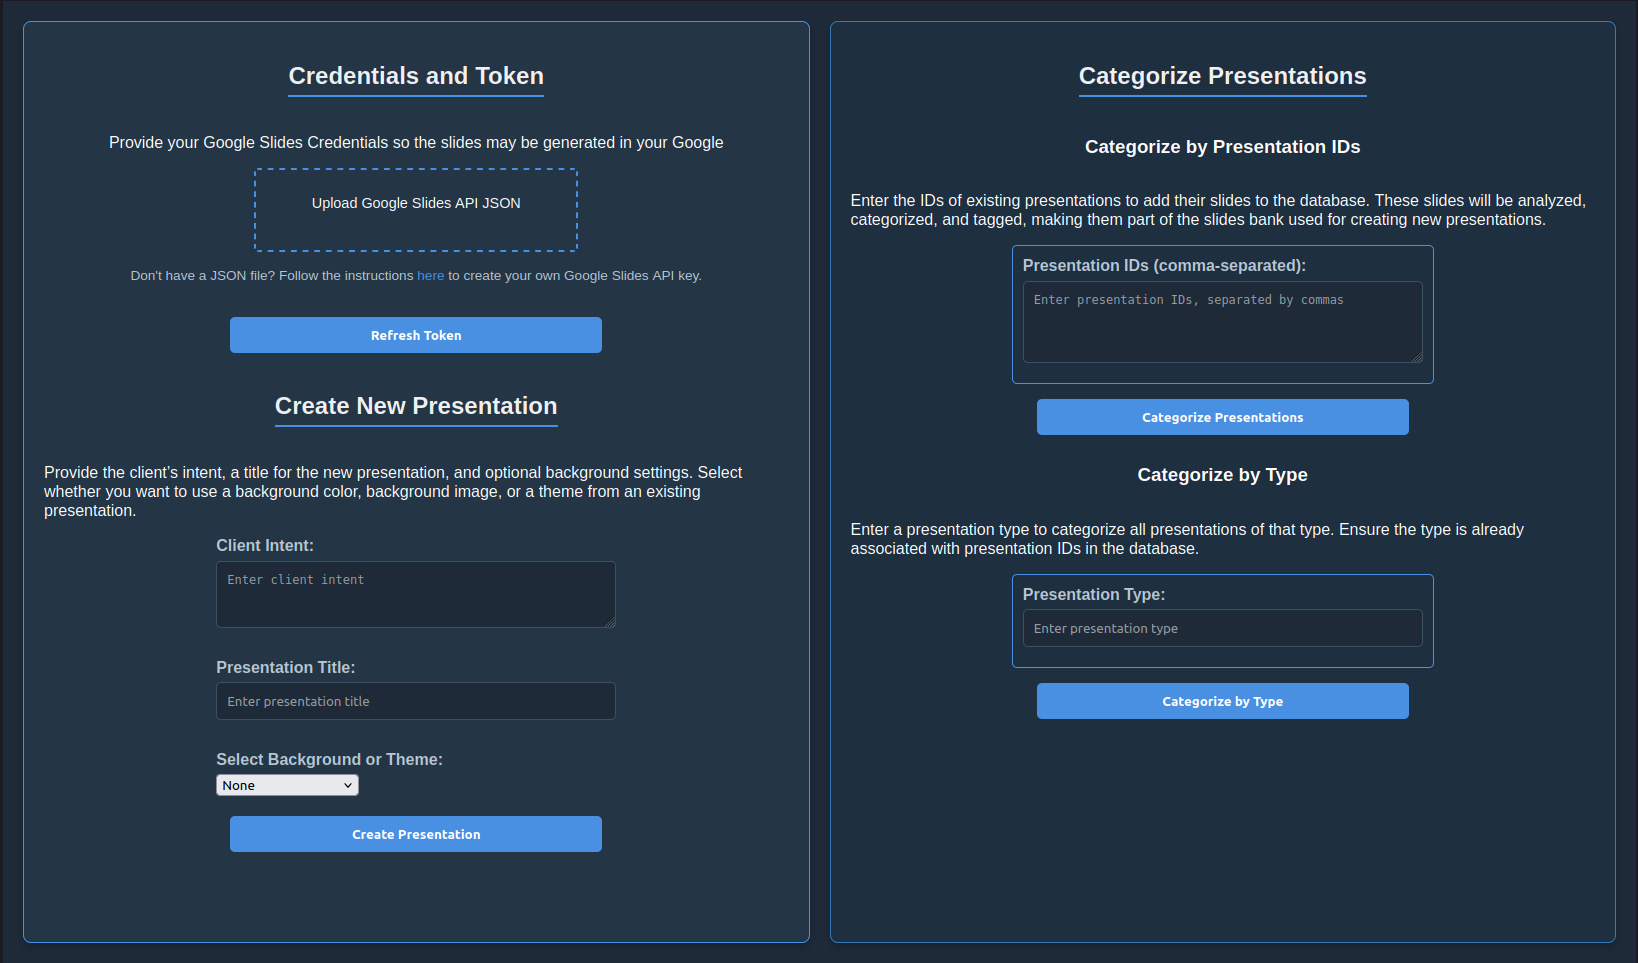 Credentials and Token
Provide your Google Slides Credentials so the slides may be generated in your Google
Upload Google Slides API JSON
Don't have a JSON file? Follow the instructions here to create your own Google Slides API key.
Refresh Token
Create New Presentation
Provide the client's intent, a title for the new presentation, and optional background settings. Select
whether you want to use a background color, background image, or a theme from an existing
presentation.
Client Intent:
Enter client intent
Presentation Title:
Enter presentation title
Select Background or Theme:
None
Create Presentation
Categorize Presentations
Categorize by Presentation IDs
Enter the IDs of existing presentations to add their slides to the database. These slides will be analyzed,
categorized, and tagged, making them part of the slides bank used for creating new presentations.
Presentation IDs (comma-separated):
Enter presentation IDs, separated by commas
Categorize Presentations
Categorize by Type
Enter a presentation type to categorize all presentations of that type. Ensure the type is already
associated with presentation IDs in the database.
Presentation Type:
Enter presentation type
Categorize by Type